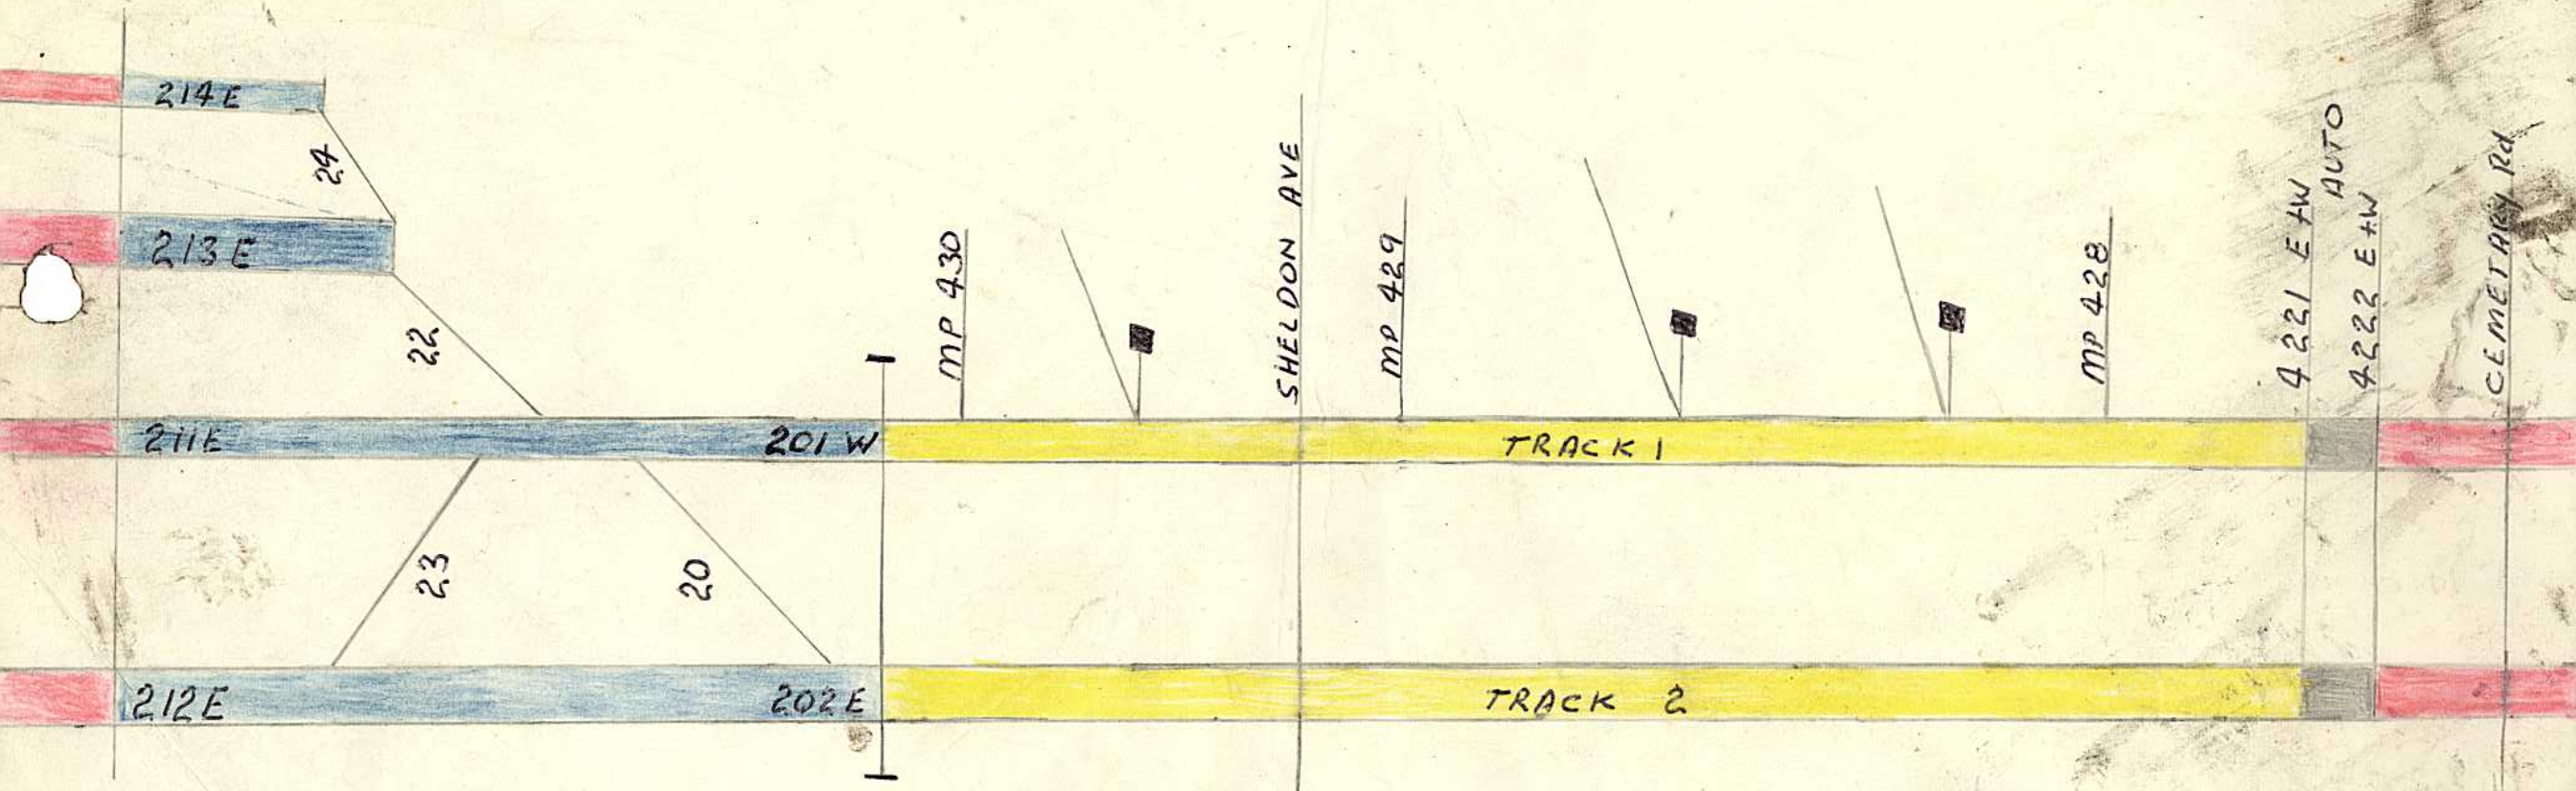 214E
24
213E
22
MP 430
SHELDON AVE
MP 429
MP 428
4221 E+W
AUTO
4222 E+W
CEMETARY Rd
211E
201 W
TRACK 1
23
20
212E
202E
TRACK 2